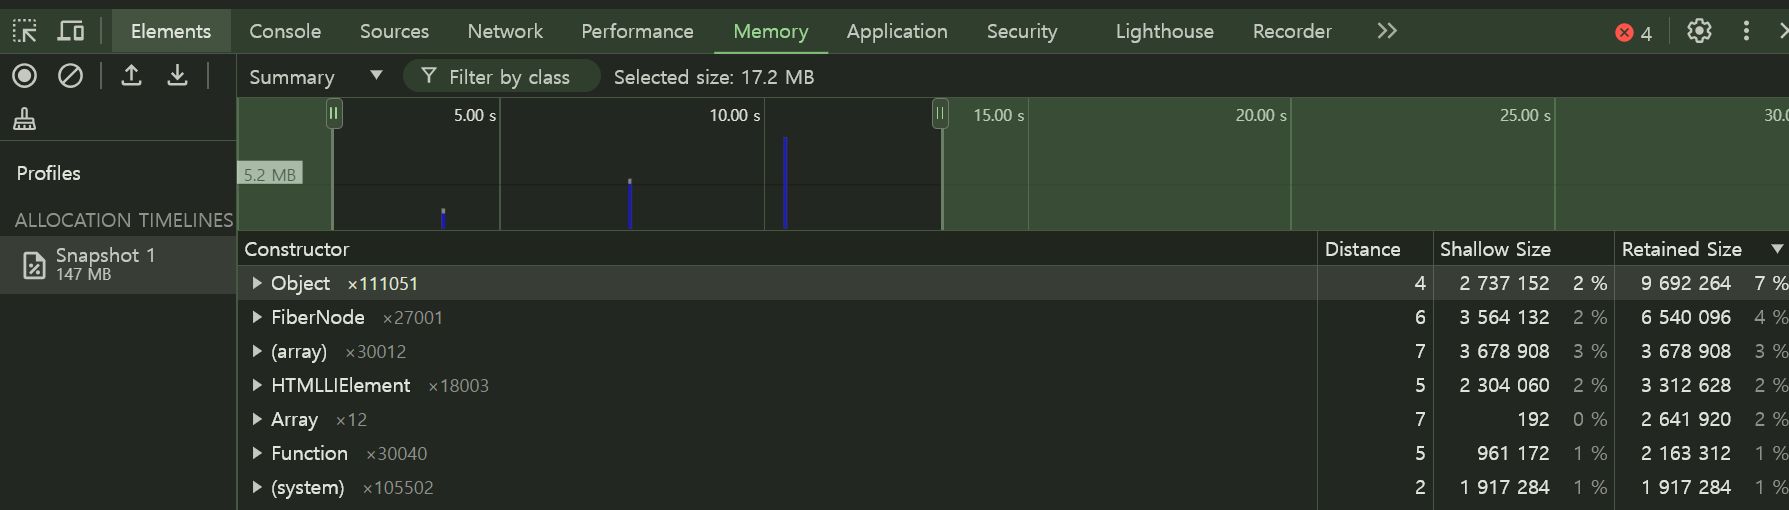 Elements Console Sources Network Performance Memory Application Security Lighthouse Recorder 4
Summary Filter by class Selected size: 17.2 MB
5.00 s 10.00 s 15.00 s 20.00 s 25.00 s 30.0
5.2 MB
Profiles
ALLOCATION TIMELINES
Snapshot 1
147 MB
Constructor Distance Shallow Size Retained Size
Object ×111051 4 2 737 152 2 % 9 692 264 7 %
FiberNode ×27001 6 3 564 132 2 % 6 540 096 4 %
(array) ×30012 7 3 678 908 3 % 3 678 908 3 %
HTMLLIElement ×18003 5 2 304 060 2 % 3 312 628 2 %
Array ×12 7 192 0 % 2 641 920 2 %
Function ×30040 5 961 172 1 % 2 163 312 1 %
(system) ×105502 2 1 917 284 1 % 1 917 284 1 %